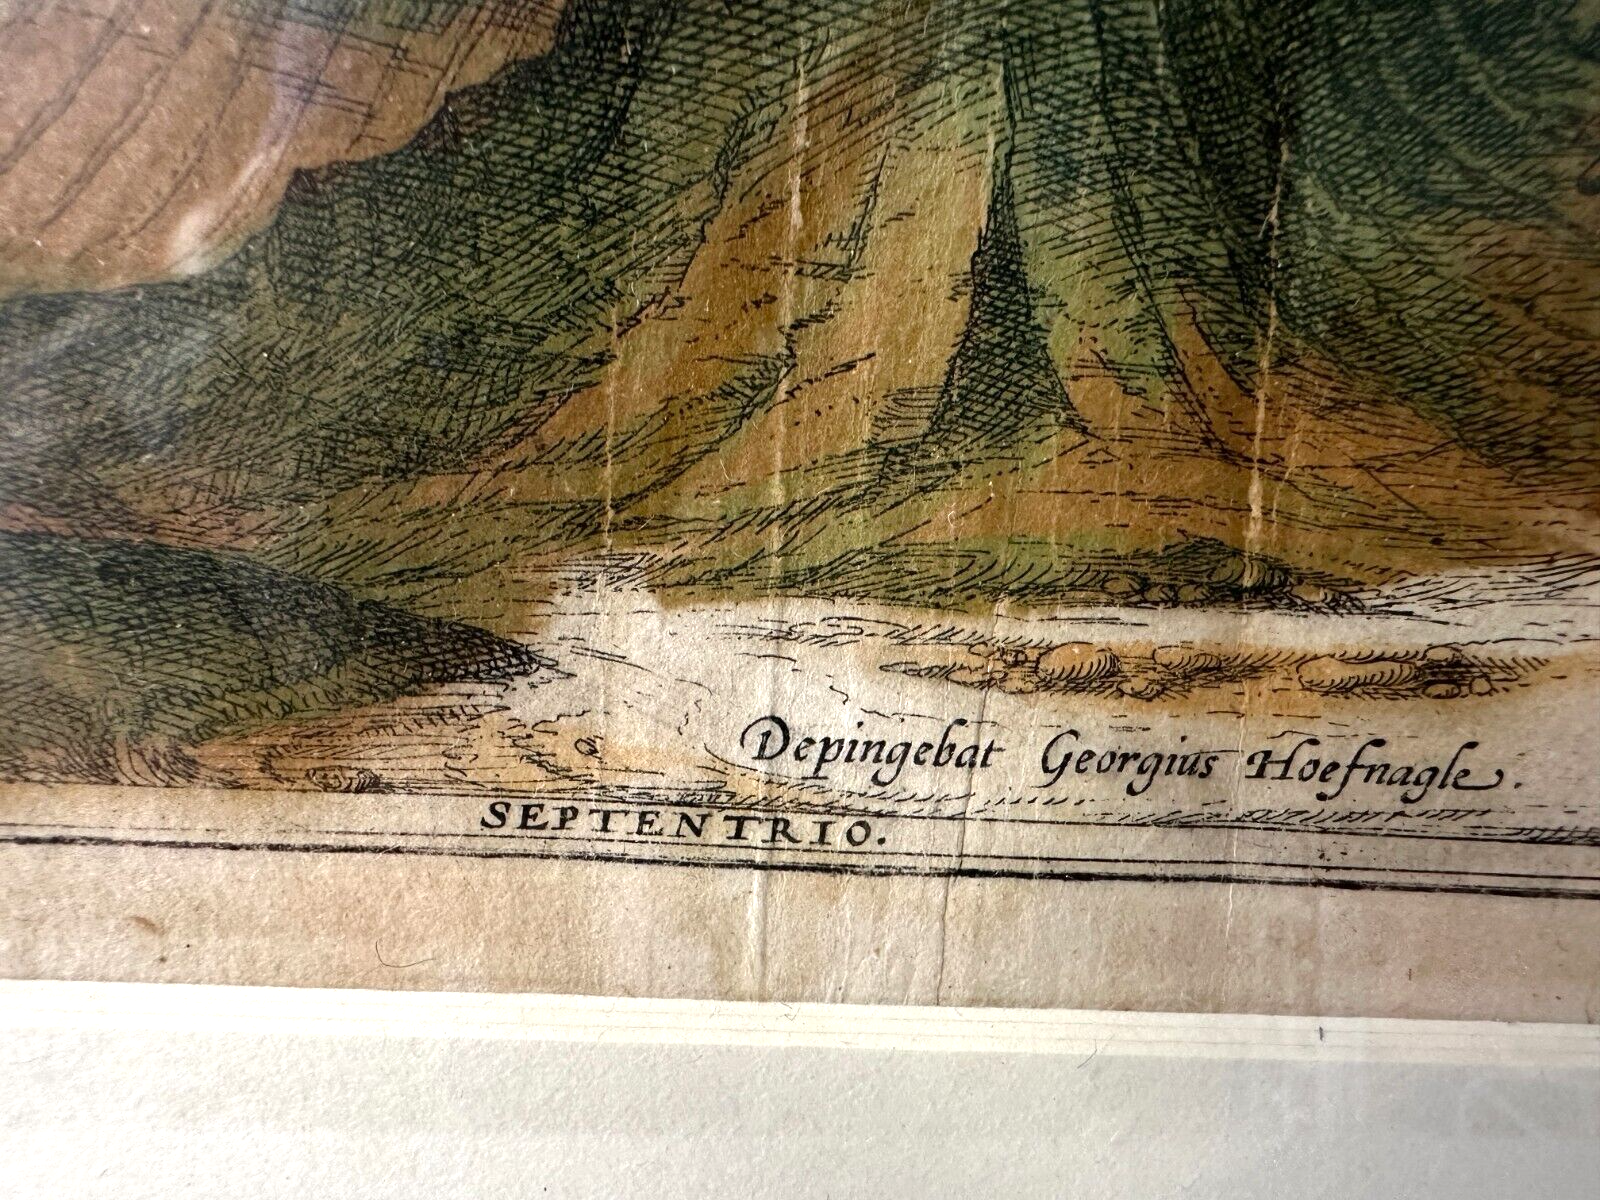 Depingebat Georgius Hoefnagle.
SEPTENTRIO.